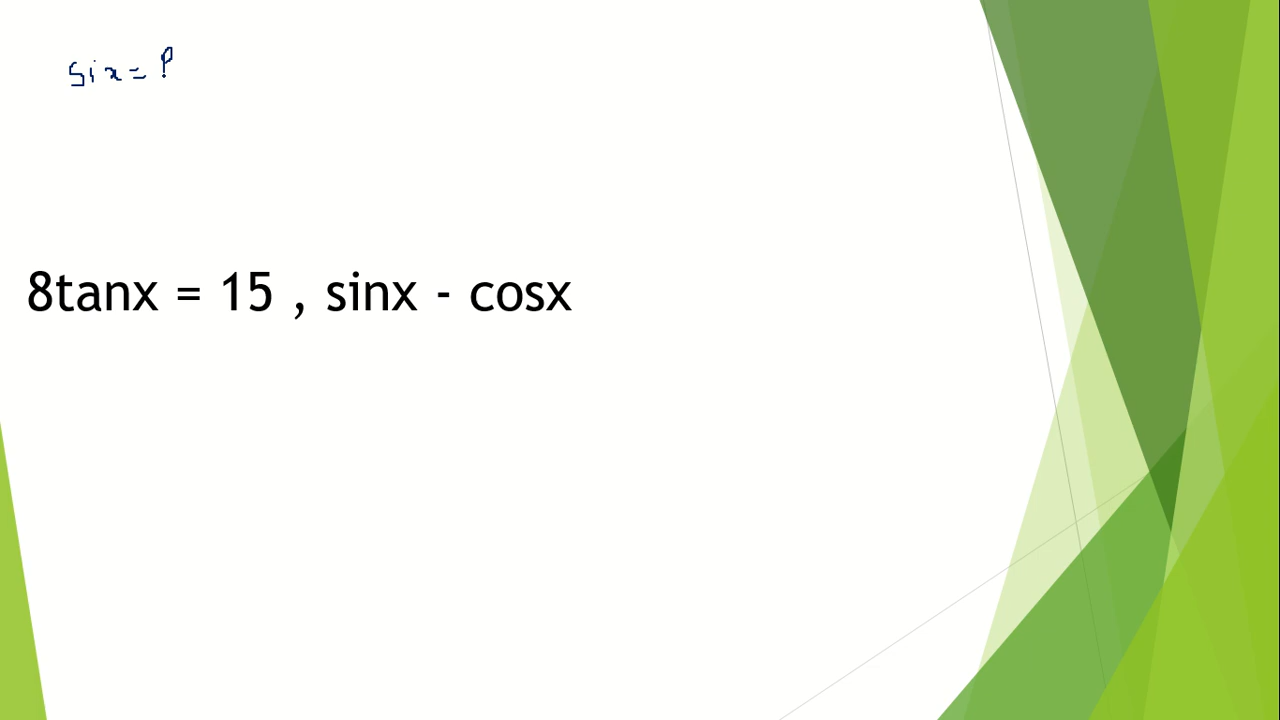 six = P
8tanx = 15 , sinx - cosx